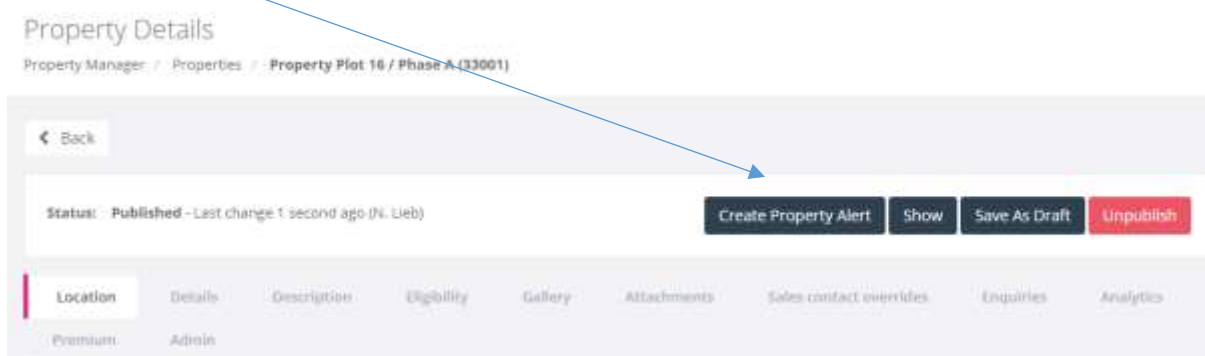 Property Details
Property Manager / Properties / Property Plot 16 / Phase A (33001)
Back
Status: Published - Last change 1 second ago (N. Lieb)
Create Property Alert Show Save As Draft Unpublish
Location Details Description Eligibility Gallery Attachments Sales contact overrides Enquiries Analytics
Premium Admin